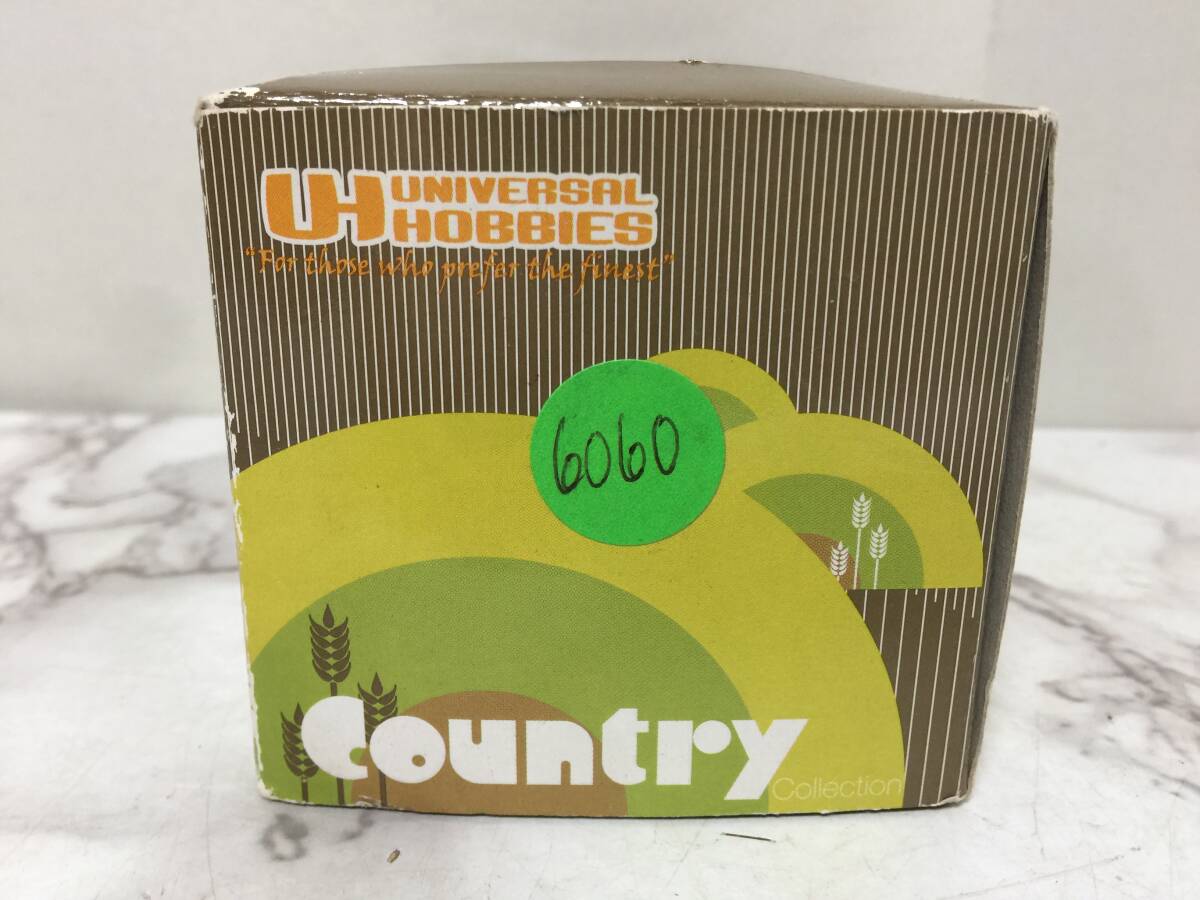 UH UNIVERSAL
HOBBIES
"For those who prefer the finest"
6060
Country
Collection